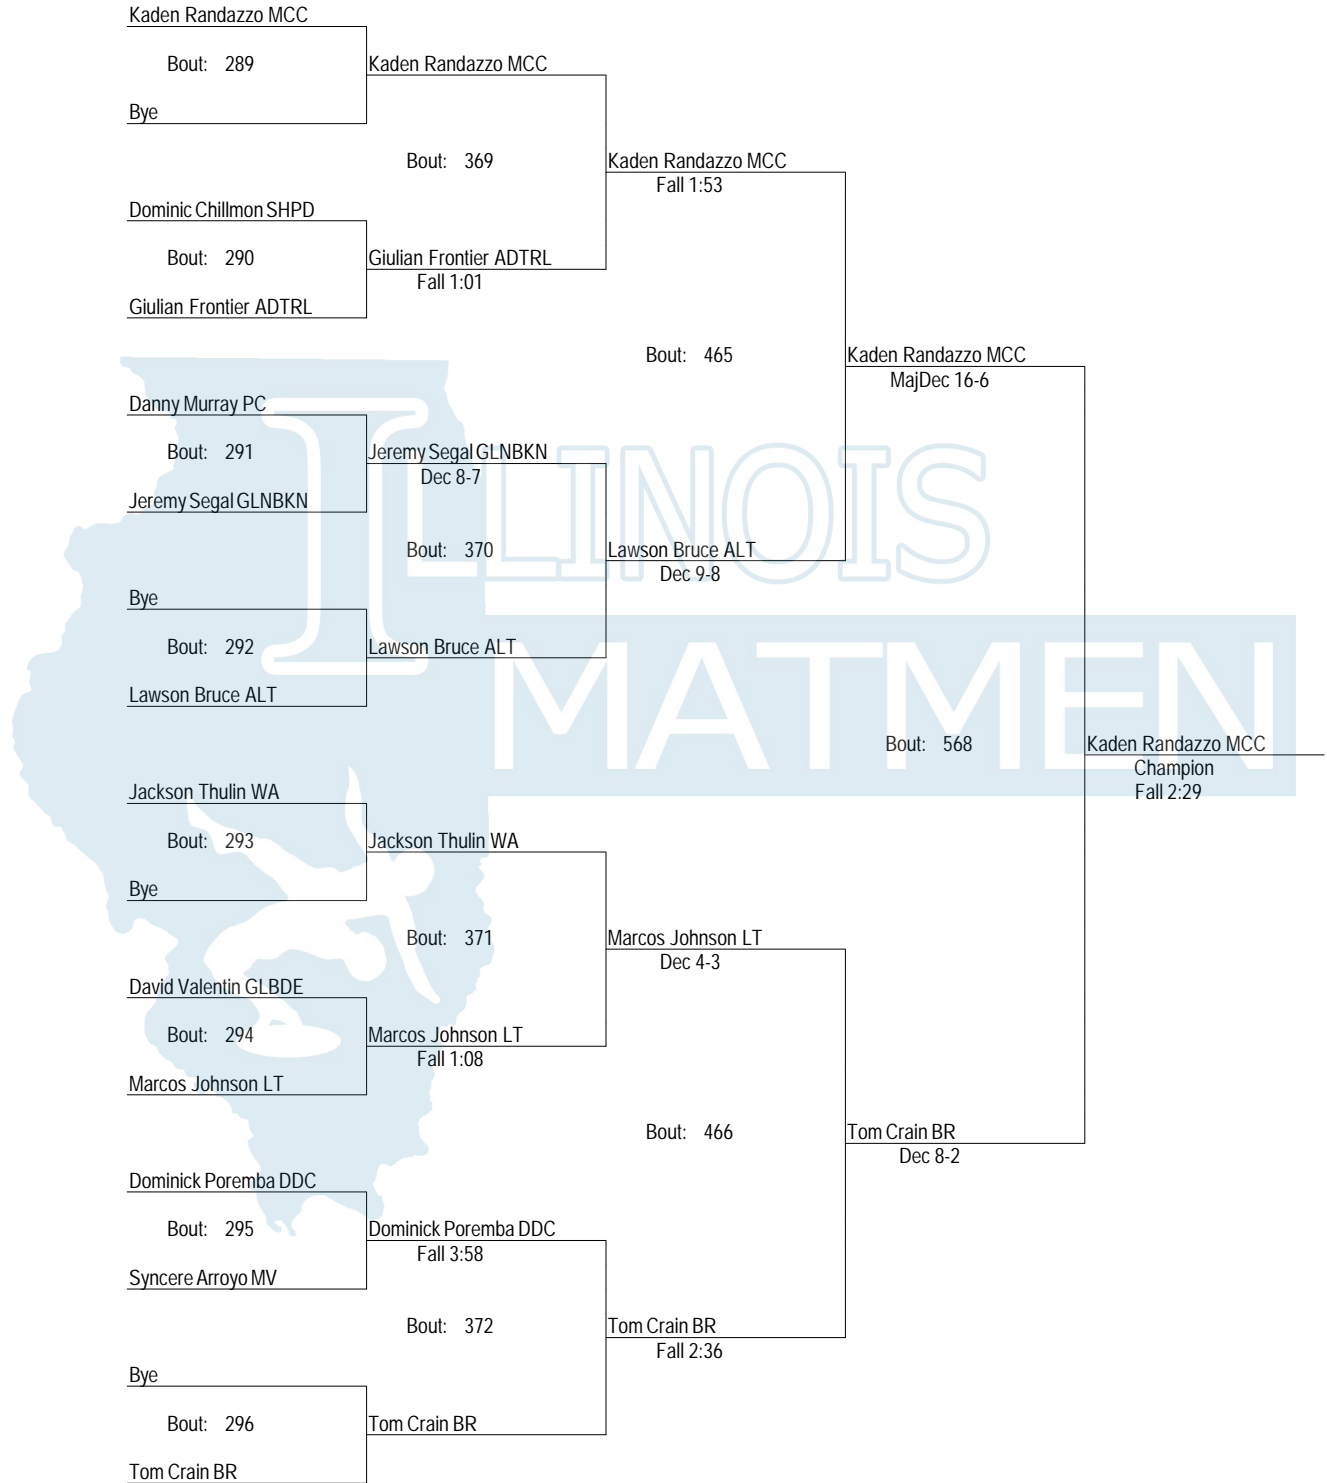 Kaden Randazzo MCC
Bout: 289
Kaden Randazzo MCC
Bye
Bout: 369
Kaden Randazzo MCC
Fall 1:53
Dominic Chillmon SHPD
Bout: 290
Giulian Frontier ADTRL
Fall 1:01
Giulian Frontier ADTRL
Bout: 465
Kaden Randazzo MCC
MajDec 16-6
Danny Murray PC
Bout: 291
Jeremy Segal GLNBKN
Dec 8-7
Jeremy Segal GLNBKN
ILLINOIS
Bout: 370
Lawson Bruce ALT
Dec 9-8
Bye
Bout: 292
Lawson Bruce ALT
Lawson Bruce ALT
MATMEN
Bout: 568
Kaden Randazzo MCC
Champion
Fall 2:29
Jackson Thulin WA
Bout: 293
Jackson Thulin WA
Bye
Bout: 371
Marcos Johnson LT
Dec 4-3
David Valentin GLBDE
Bout: 294
Marcos Johnson LT
Fall 1:08
Marcos Johnson LT
Bout: 466
Tom Crain BR
Dec 8-2
Dominick Poremba DDC
Bout: 295
Dominick Poremba DDC
Fall 3:58
Syncere Arroyo MV
Bout: 372
Tom Crain BR
Fall 2:36
Bye
Bout: 296
Tom Crain BR
Tom Crain BR